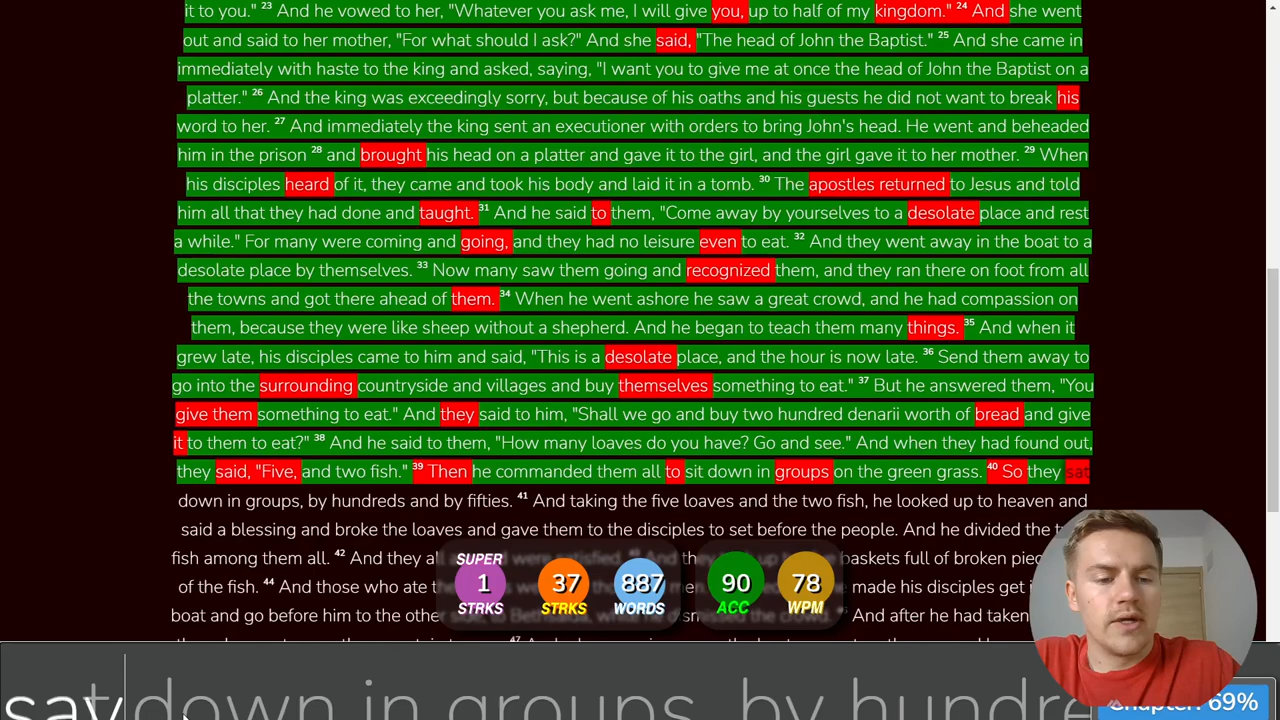 it to you." 23 And he vowed to her, "Whatever you ask me, I will give you, up to half of my kingdom." 24 And she went
out and said to her mother, "For what should I ask?" And she said, "The head of John the Baptist." 25 And she came in
immediately with haste to the king and asked, saying, "I want you to give me at once the head of John the Baptist on a
platter." 26 And the king was exceedingly sorry, but because of his oaths and his guests he did not want to break his
word to her. 27 And immediately the king sent an executioner with orders to bring John's head. He went and beheaded
him in the prison 28 and brought his head on a platter and gave it to the girl, and the girl gave it to her mother. 29 When
his disciples heard of it, they came and took his body and laid it in a tomb. 30 The apostles returned to Jesus and told
him all that they had done and taught. 31 And he said to them, "Come away by yourselves to a desolate place and rest
a while." For many were coming and going, and they had no leisure even to eat. 32 And they went away in the boat to a
desolate place by themselves. 33 Now many saw them going and recognized them, and they ran there on foot from all
the towns and got there ahead of them. 34 When he went ashore he saw a great crowd, and he had compassion on
them, because they were like sheep without a shepherd. And he began to teach them many things. 35 And when it
grew late, his disciples came to him and said, "This is a desolate place, and the hour is now late. 36 Send them away to
go into the surrounding countryside and villages and buy themselves something to eat." 37 But he answered them, "You
give them something to eat." And they said to him, "Shall we go and buy two hundred denarii worth of bread and give
it to them to eat?" 38 And he said to them, "How many loaves do you have? Go and see." And when they had found out,
they said, "Five, and two fish." 39 Then he commanded them all to sit down in groups on the green grass. 40 So they sat
down in groups, by hundreds and by fifties. 41 And taking the five loaves and the two fish, he looked up to heaven and
said a blessing and broke the loaves and gave them to the disciples to set before the people. And he divided the
fish among them all. 42 And they were satisfied. baskets full of broken
of the fish. 44 And those who ate made his disciples get
boat and go before him to the other And after he had taken
47
SUPER
1 37 887 90 78
STRKS STRKS WORDS ACC WPM
say down in groups, by hundre
Chapter 69%